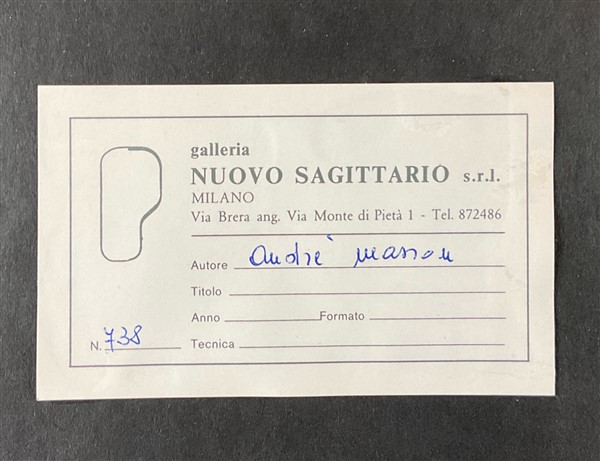 galleria
NUOVO SAGITTARIO s.r.l.
MILANO
Via Brera ang. Via Monte di Pietà 1 - Tel. 872486
Autore andrè masson
Titolo
Anno Formato
N. 738
Tecnica